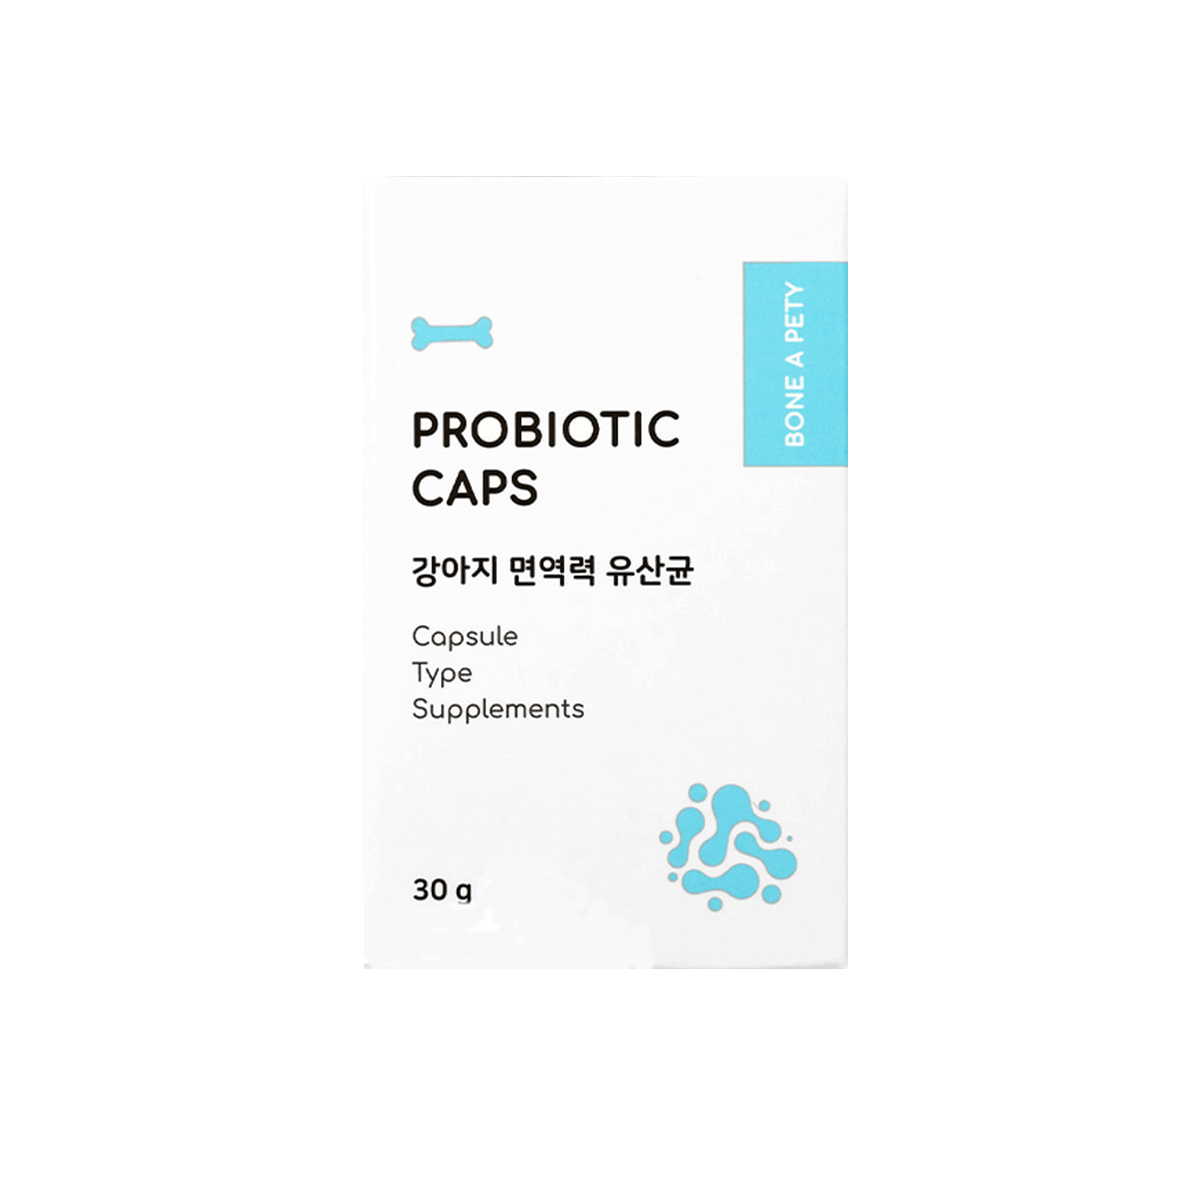 BONE A PETY
PROBIOTIC
CAPS
강아지 면역력 유산균
Capsule
Type
Supplements
30 g